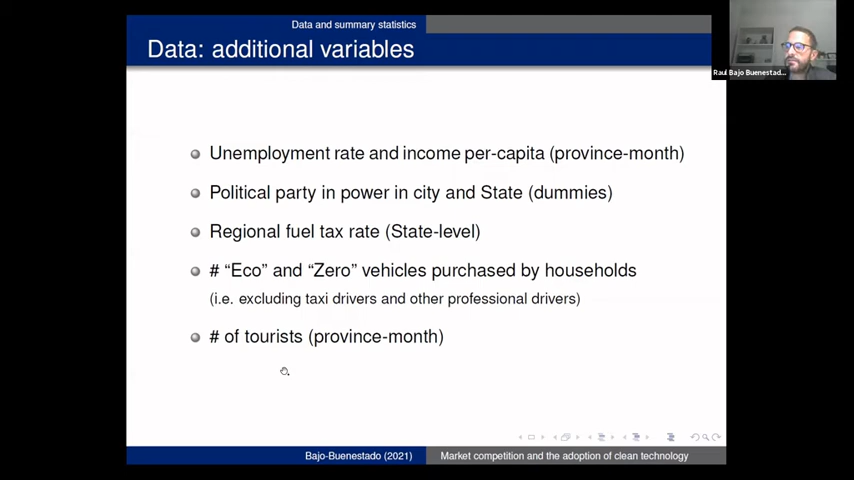 Data and summary statistics
Data: additional variables
Raul Bajo Buenestad...
Unemployment rate and income per-capita (province-month)
Political party in power in city and State (dummies)
Regional fuel tax rate (State-level)
# “Eco” and “Zero” vehicles purchased by households
(i.e. excluding taxi drivers and other professional drivers)
# of tourists (province-month)
Bajo-Buenestado (2021)
Market competition and the adoption of clean technology